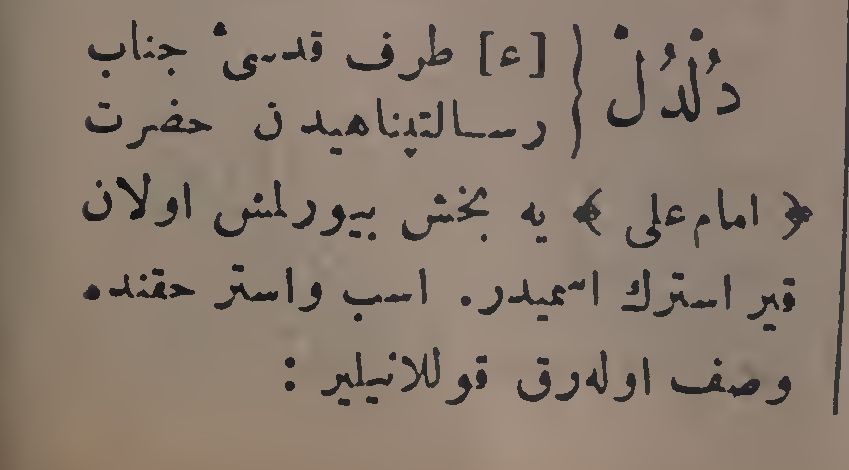 دُلْدُلْ { [ء] طرف قدسیٔ جناب
رسالتپناهیدن حضرت
﴿ امام علی ﴾ یه بخش بیورلمش اولان
قیر استرك اسمیدر. اسب واستر حقنده
وصف اوله‌رق قوللانیلیر :